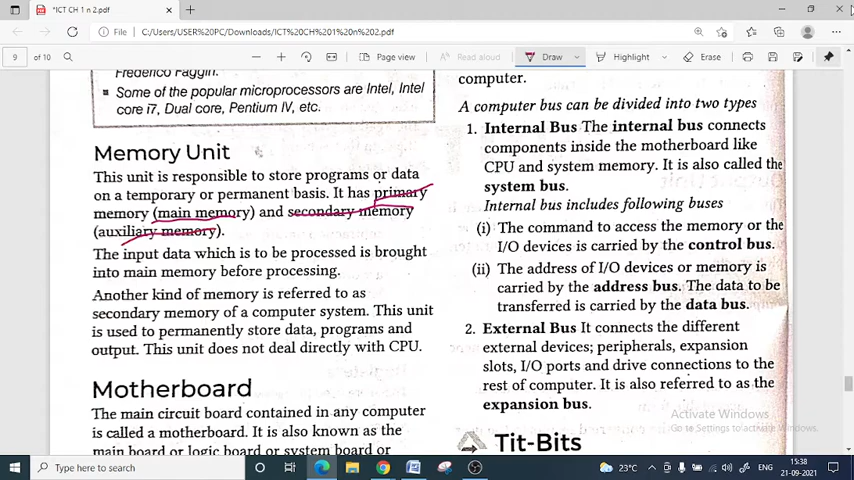 *ICT CH 1 n 2.pdf
File
C:/Users/USER%20PC/Downloads/ICT%20CH%201%20n%202.pdf
9 of 10
Page view
Read aloud
Draw
Highlight
Erase
Frederico Faggin.
Some of the popular microprocessors are Intel, Intel
core i7, Dual core, Pentium IV, etc.
Memory Unit
This unit is responsible to store programs or data
on a temporary or permanent basis. It has primary
memory (main memory) and secondary memory
(auxiliary memory).
The input data which is to be processed is brought
into main memory before processing.
Another kind of memory is referred to as
secondary memory of a computer system. This unit
is used to permanently store data, programs and
output. This unit does not deal directly with CPU.
Motherboard
The main circuit board contained in any computer
is called a motherboard. It is also known as the
main board or logic board or system board or
computer.
A computer bus can be divided into two types
1. Internal Bus The internal bus connects
components inside the motherboard like
CPU and system memory. It is also called the
system bus.
Internal bus includes following buses
(i) The command to access the memory or the
I/O devices is carried by the control bus.
(ii) The address of I/O devices or memory is
carried by the address bus. The data to be
transferred is carried by the data bus.
2. External Bus It connects the different
external devices; peripherals, expansion
slots, I/O ports and drive connections to the
rest of computer. It is also referred to as the
expansion bus.
Tit-Bits
Activate Windows
Go to Settings to activate Windows.
Type here to search
23°C
ENG
15:38
21-09-2021